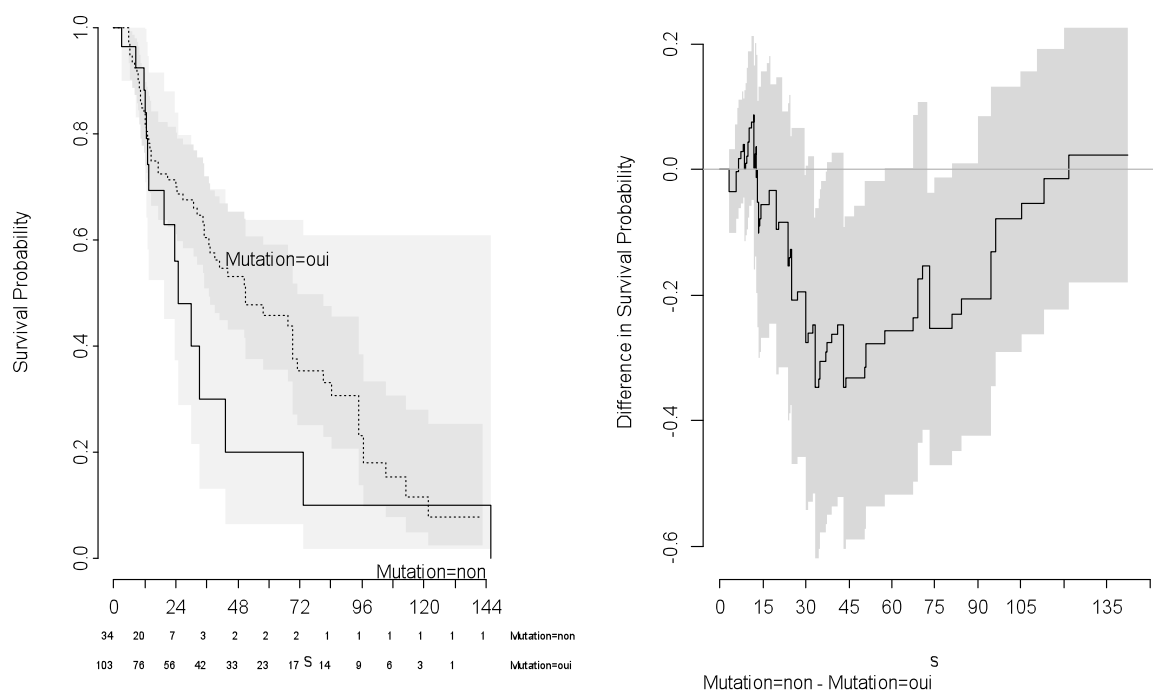 Survival Probability
1.0
0.8
0.6
0.4
0.2
0.0
Mutation=oui
Mutation=non
0 24 48 72 96 120 144
34 20 7 3 2 2 2 1 1 1 1 1 1 Mutation=non
103 76 56 42 33 23 17 14 9 6 3 1 Mutation=oui
s
Difference in Survival Probability
0.2
0.0
-0.2
-0.4
-0.6
0 15 30 45 60 75 90 105 135
s
Mutation=non - Mutation=oui